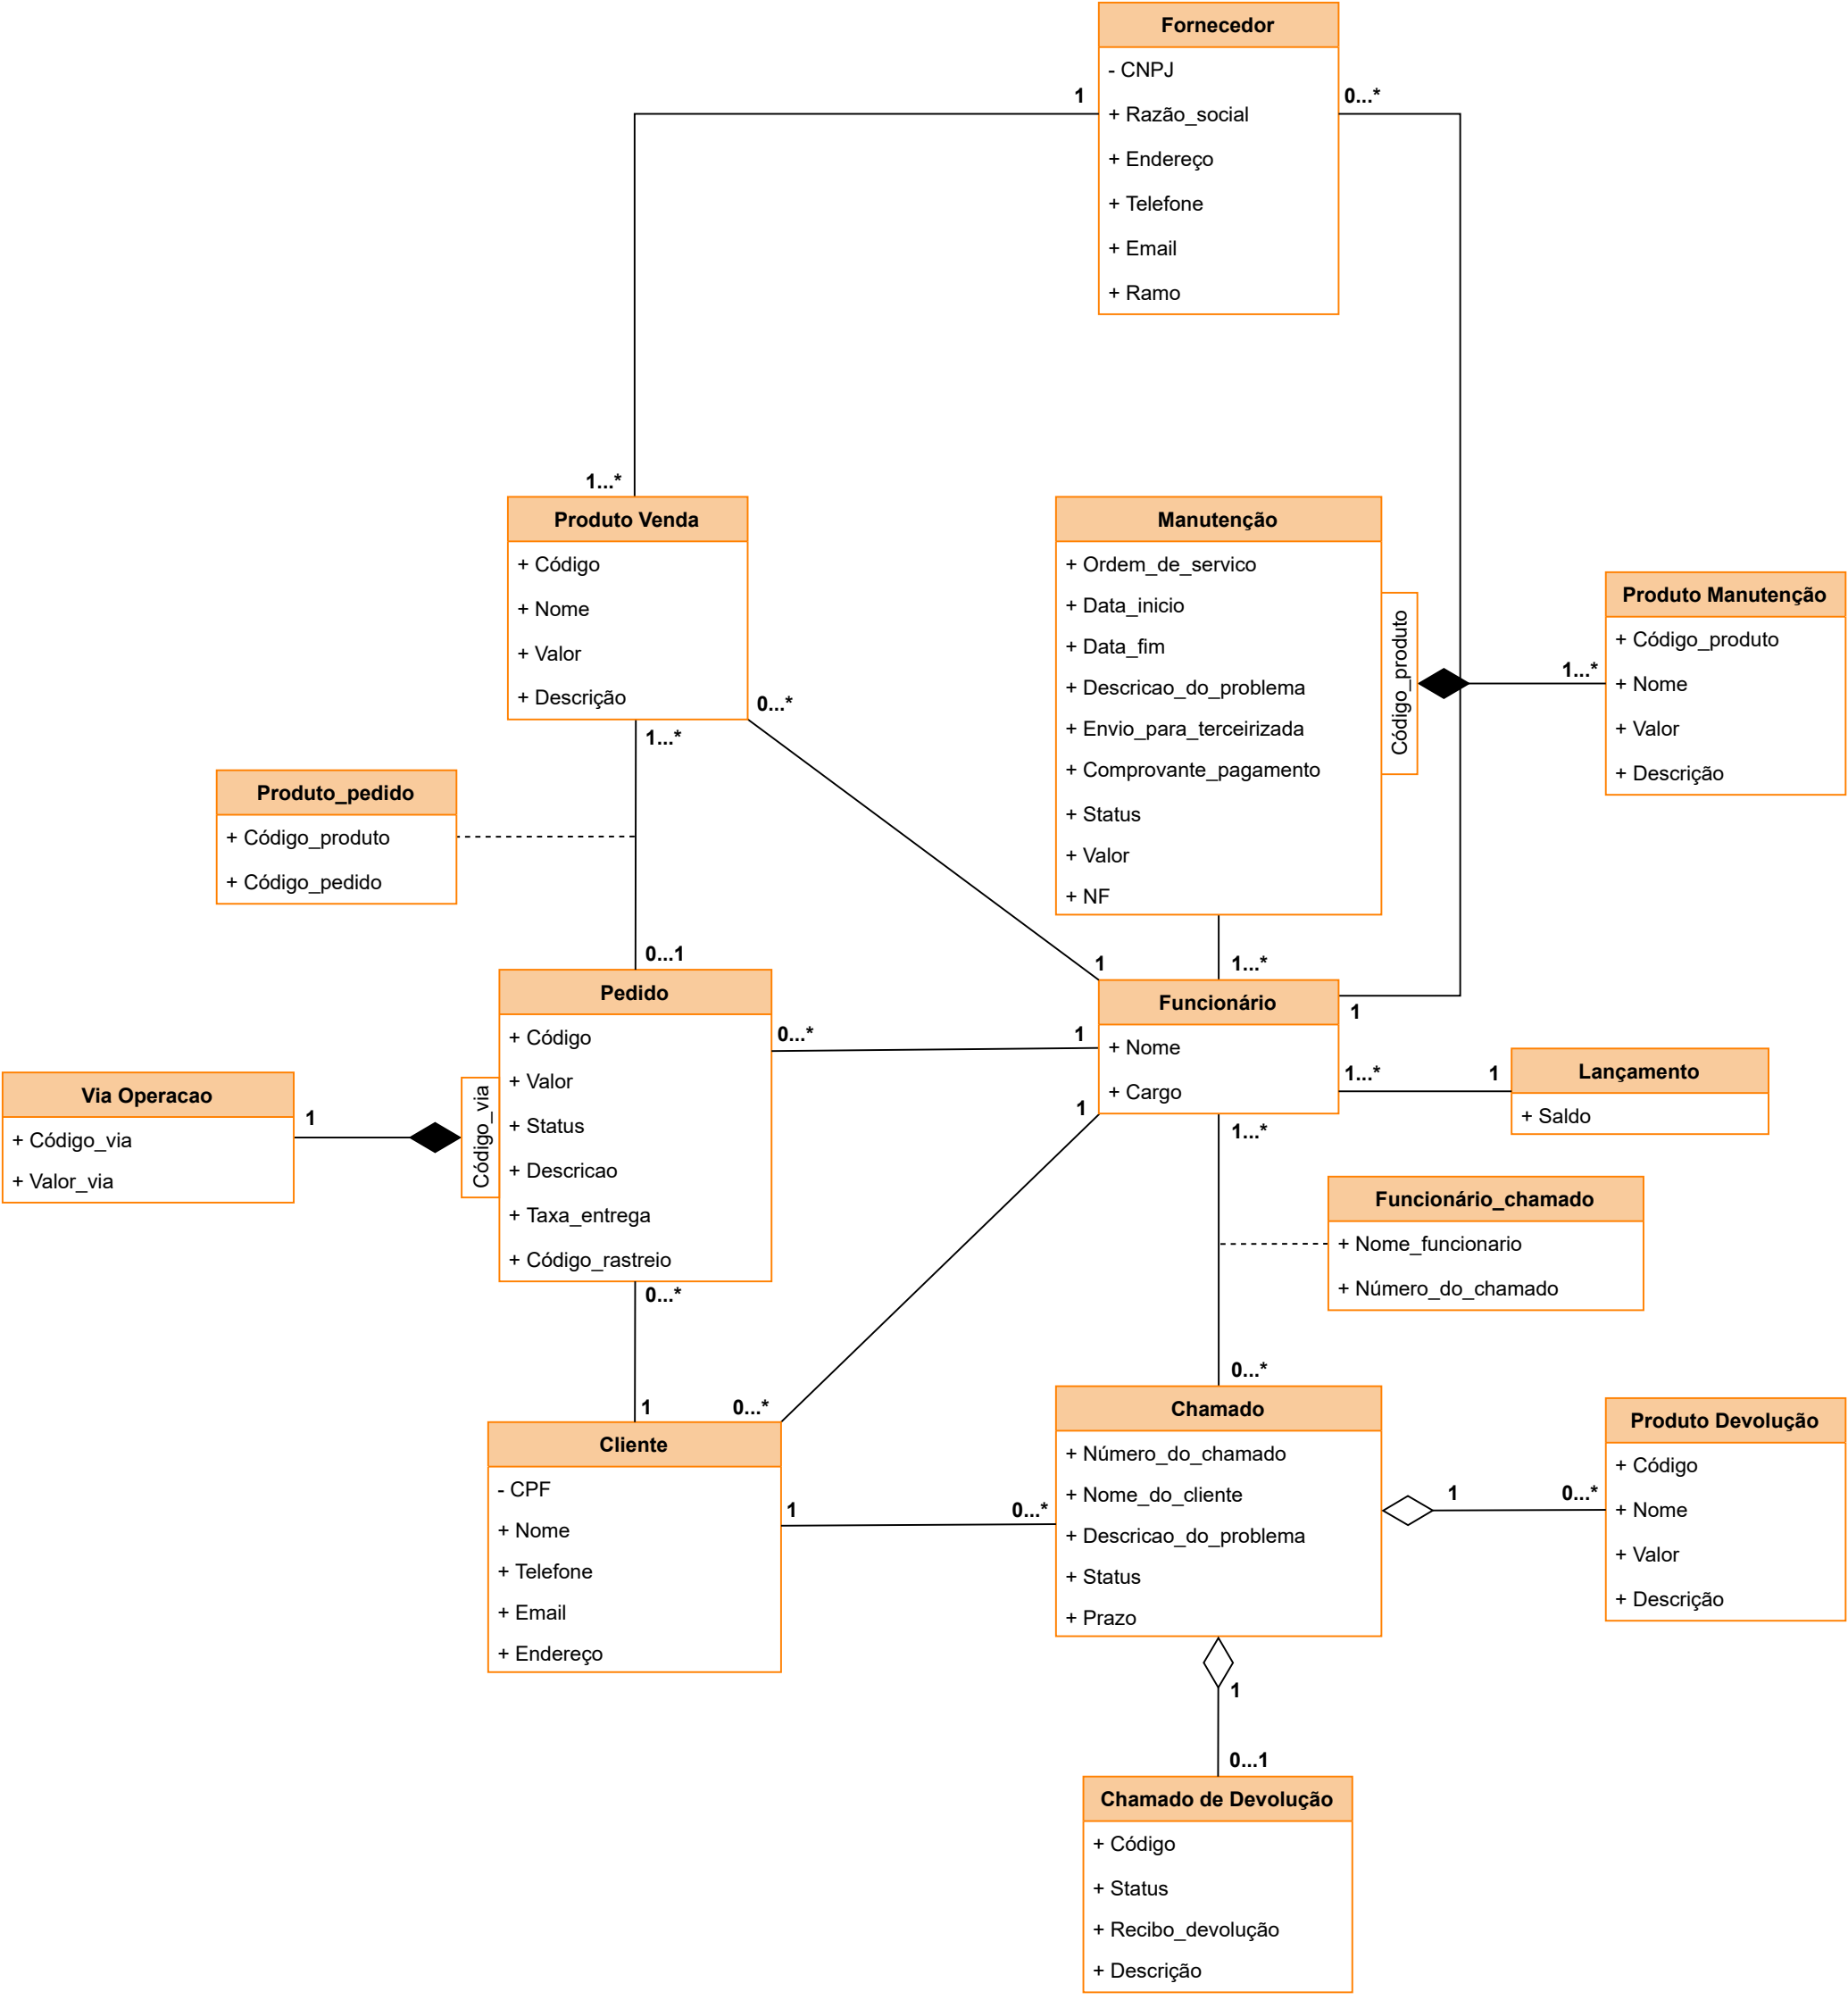 Fornecedor
- CNPJ
+ Razão_social
+ Endereço
+ Telefone
+ Email
+ Ramo
1
0...*
1...*
Produto Venda
+ Código
+ Nome
+ Valor
+ Descrição
0...*
1...*
Manutenção
+ Ordem_de_servico
+ Data_inicio
+ Data_fim
+ Descricao_do_problema
+ Envio_para_terceirizada
+ Comprovante_pagamento
+ Status
+ Valor
+ NF
Código_produto
1...*
Produto Manutenção
+ Código_produto
+ Nome
+ Valor
+ Descrição
Produto_pedido
+ Código_produto
+ Código_pedido
0...1
Pedido
+ Código
+ Valor
+ Status
+ Descricao
+ Taxa_entrega
+ Código_rastreio
0...*
1
1
1...*
1
Funcionário
+ Nome
+ Cargo
1...*
1
Lançamento
+ Saldo
Via Operacao
+ Código_via
+ Valor_via
1
Código_via
1
1...*
Funcionário_chamado
+ Nome_funcionario
+ Número_do_chamado
0...*
1
0...*
0...*
Cliente
- CPF
+ Nome
+ Telefone
+ Email
+ Endereço
1
0...*
Chamado
+ Número_do_chamado
+ Nome_do_cliente
+ Descricao_do_problema
+ Status
+ Prazo
1
0...*
Produto Devolução
+ Código
+ Nome
+ Valor
+ Descrição
1
0...1
Chamado de Devolução
+ Código
+ Status
+ Recibo_devolução
+ Descrição